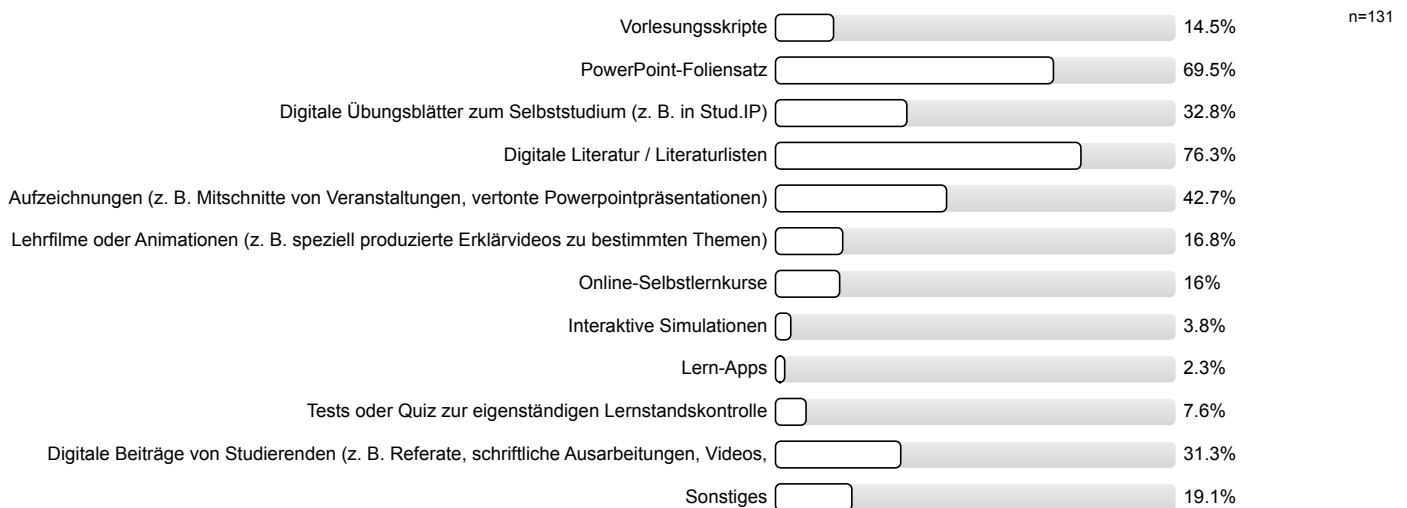 n=131
Vorlesungsskripte 14.5%
PowerPoint-Foliensatz 69.5%
Digitale Übungsblätter zum Selbststudium (z. B. in Stud.IP) 32.8%
Digitale Literatur / Literaturlisten 76.3%
Aufzeichnungen (z. B. Mitschnitte von Veranstaltungen, vertonte Powerpointpräsentationen) 42.7%
Lehrfilme oder Animationen (z. B. speziell produzierte Erklärvideos zu bestimmten Themen) 16.8%
Online-Selbstlernkurse 16%
Interaktive Simulationen 3.8%
Lern-Apps 2.3%
Tests oder Quiz zur eigenständigen Lernstandskontrolle 7.6%
Digitale Beiträge von Studierenden (z. B. Referate, schriftliche Ausarbeitungen, Videos, 31.3%
Sonstiges 19.1%